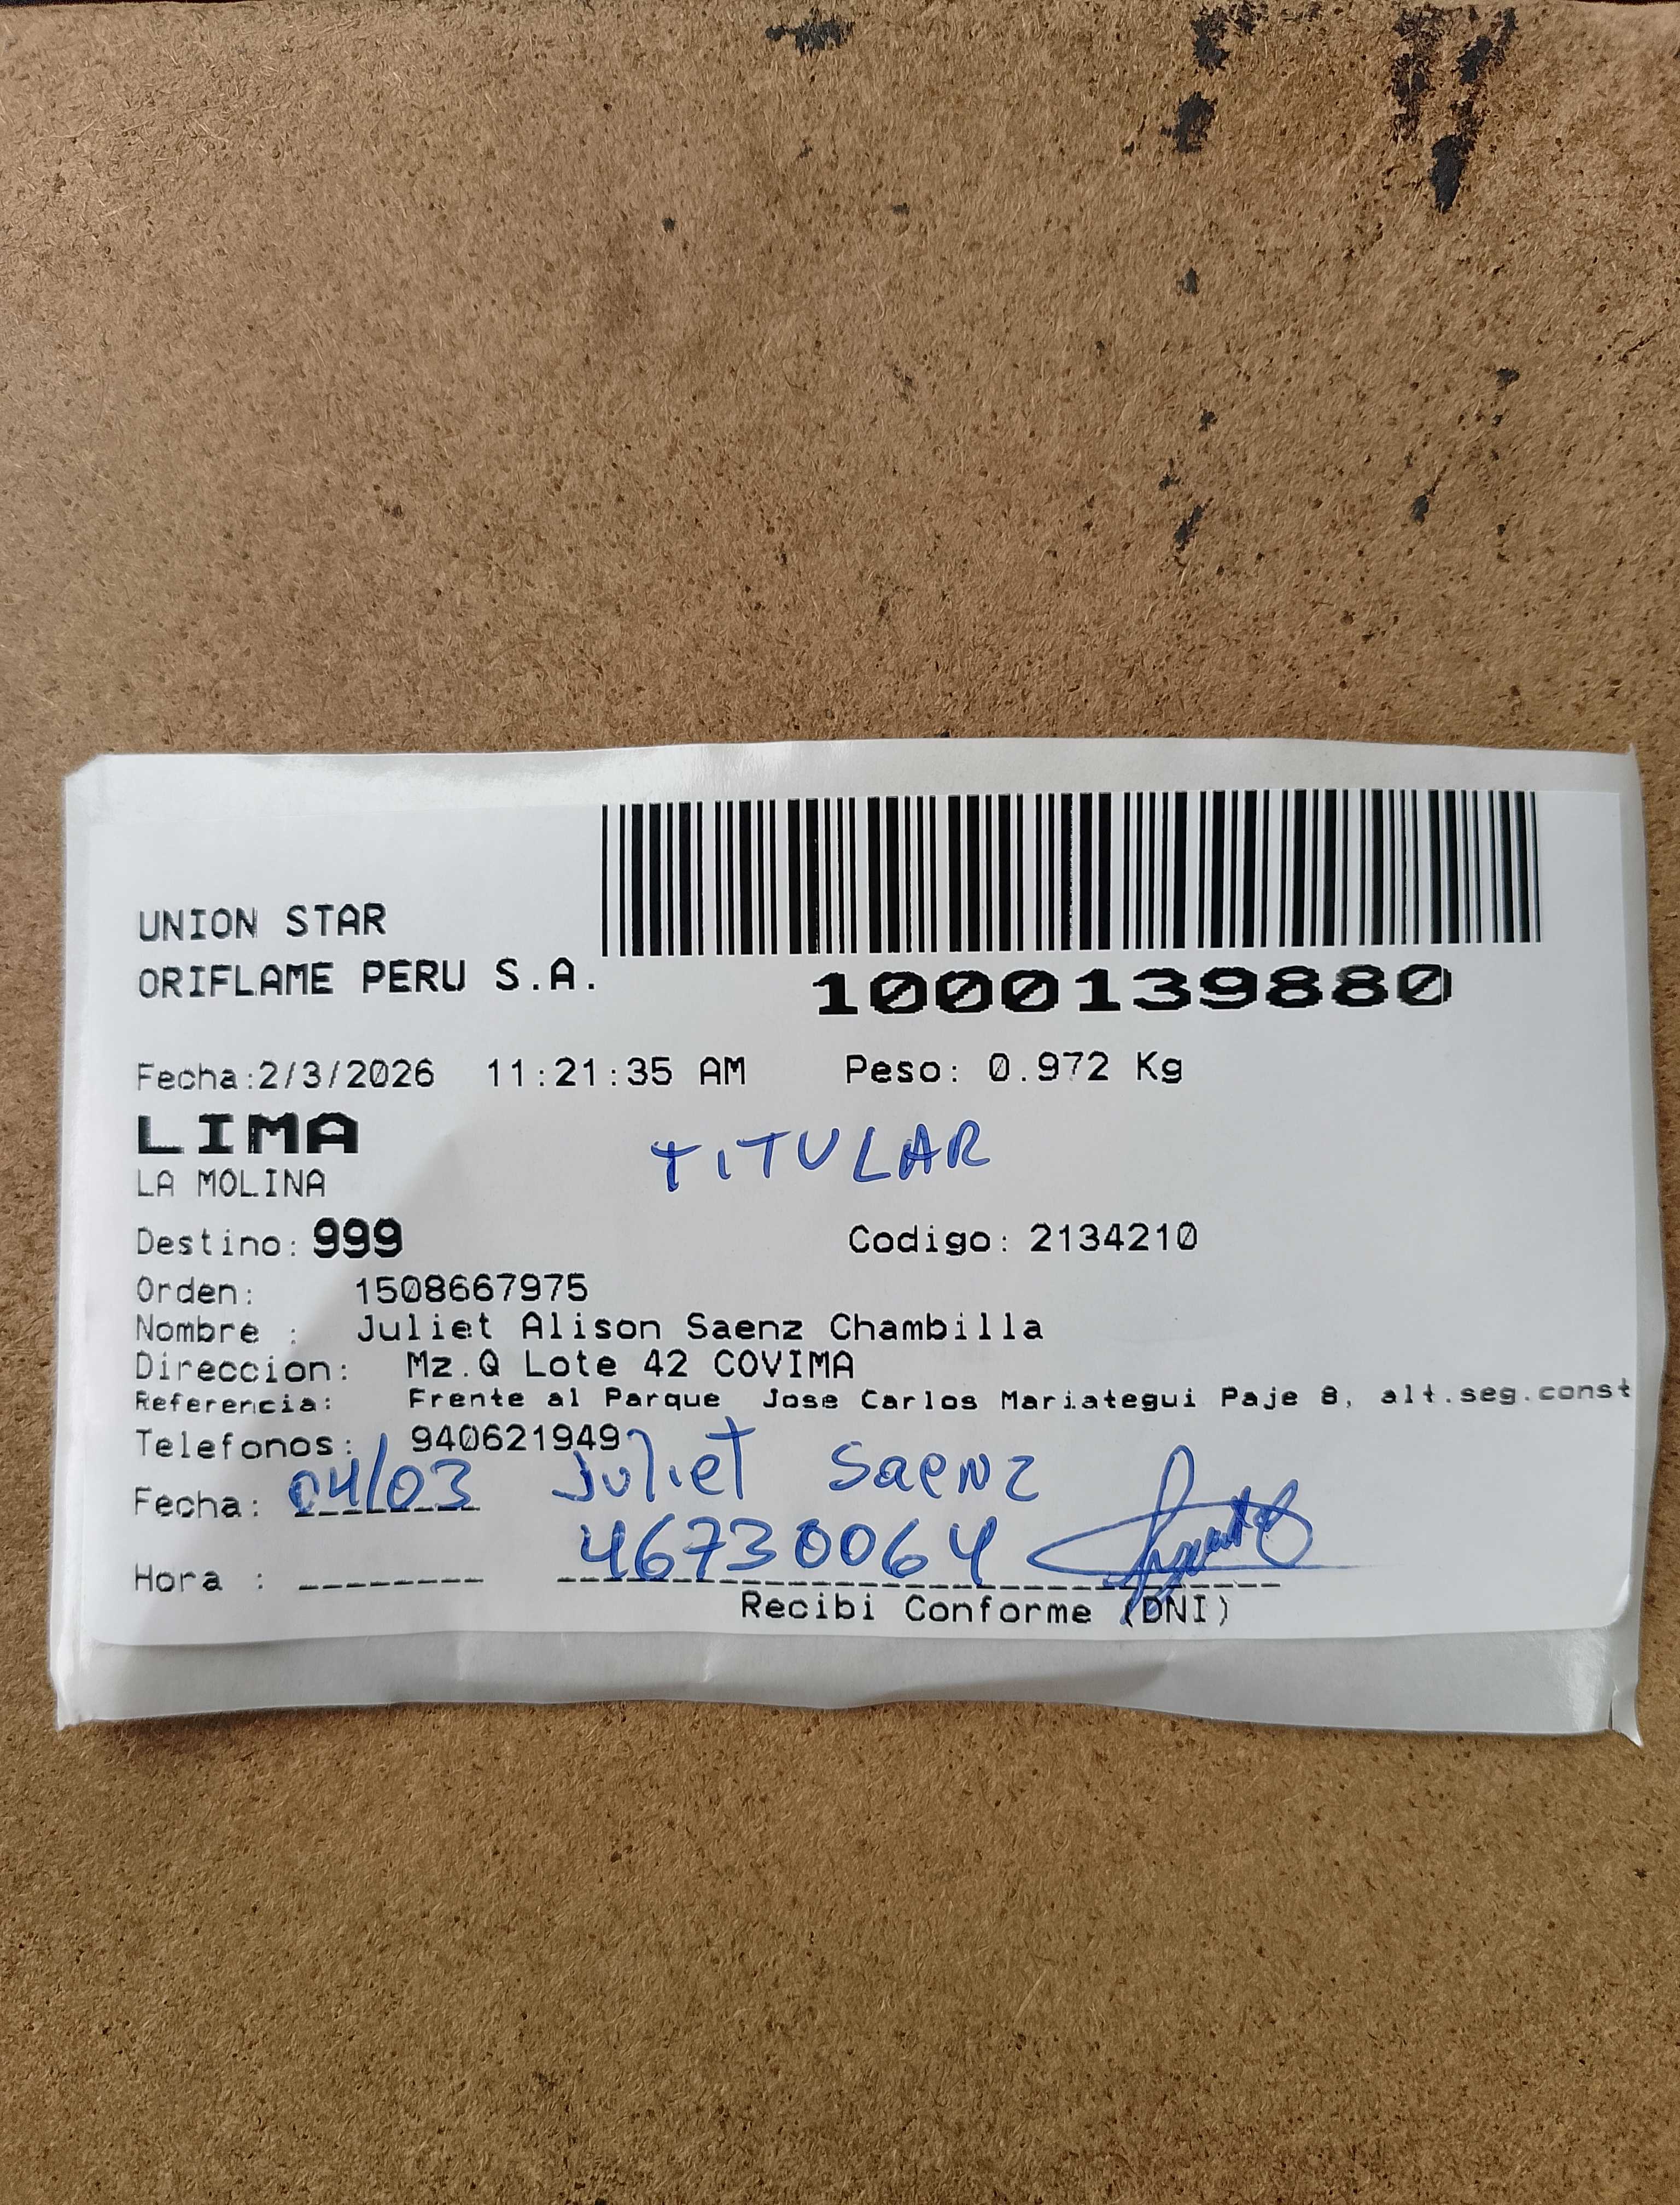 UNION STAR
ORIFLAME PERU S.A.
1000139880
Fecha:2/3/2026 11:21:35 AM Peso: 0.972 Kg
LIMA
TITULAR
LA MOLINA
Destino: 999 Codigo: 2134210
Orden: 1508667975
Nombre : Juliet Alison Saenz Chambilla
Direccion: Mz.Q Lote 42 COVIMA
Referencia: Frente al Parque Jose Carlos Mariategui Paje 8, alt.seg.const
Telefonos: 940621949
Fecha: 04/03 Juliet Saenz
Hora : 46730064
Recibi Conforme (DNI)